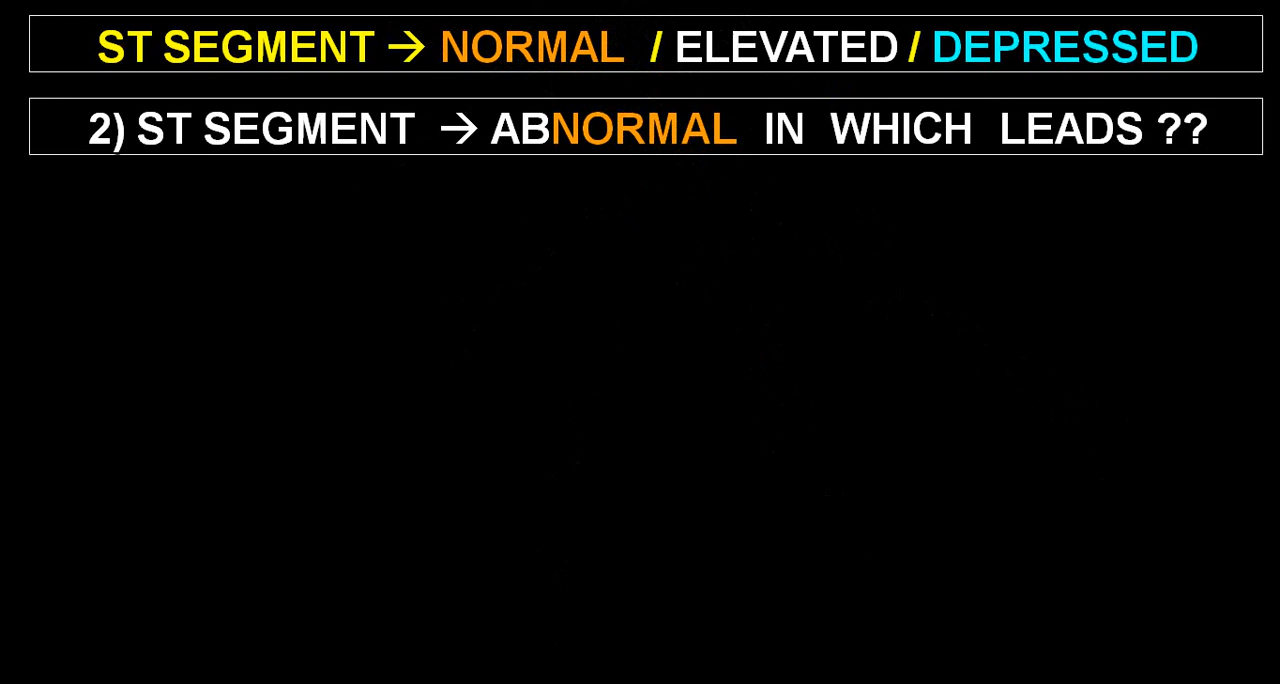 ST SEGMENT → NORMAL / ELEVATED / DEPRESSED
2) ST SEGMENT → ABNORMAL IN WHICH LEADS ??